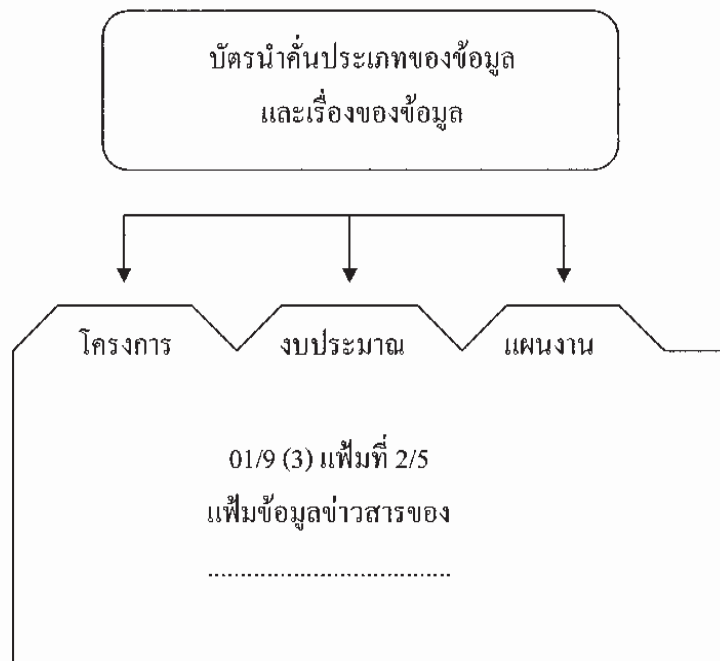 บัตรนำคั่นประเภทของข้อมูล
และเรื่องของข้อมูล
โครงการ งบประมาณ แผนงาน
01/9 (3) แฟ้มที่ 2/5
แฟ้มข้อมูลข่าวสารของ
....................................